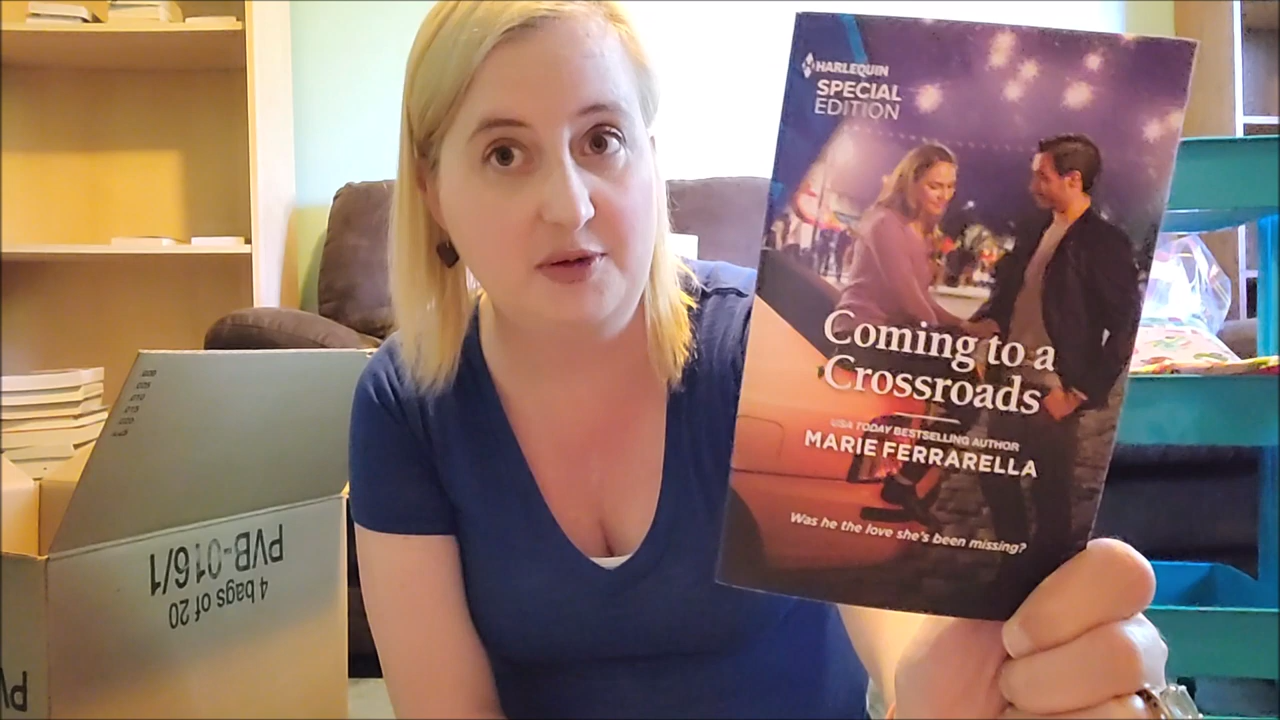 HARLEQUIN
SPECIAL
EDITION
Coming to a
Crossroads
USA TODAY BESTSELLING AUTHOR
MARIE FERRARELLA
Was he the love she's been missing?
4 bags of 20
PVB-016/1
PV